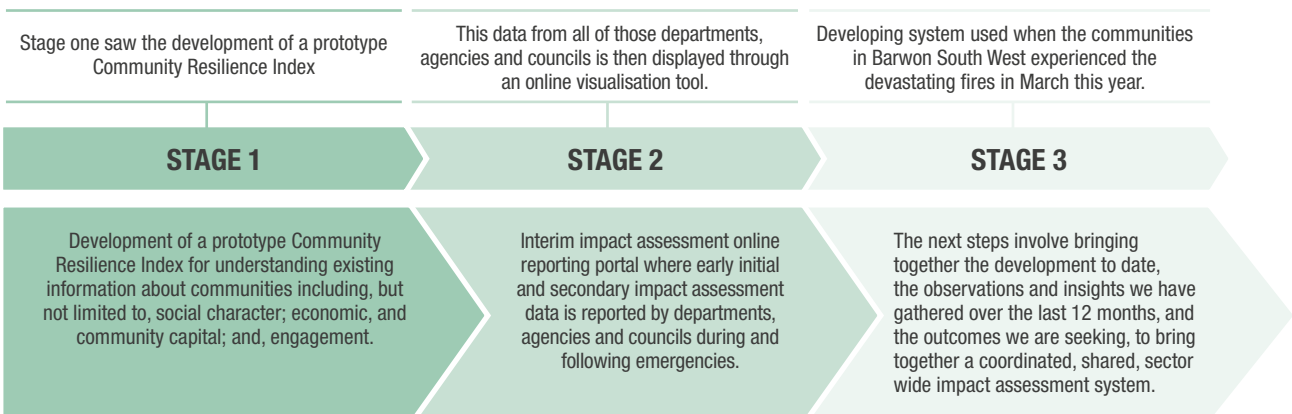 Stage one saw the development of a prototype
Community Resilience Index
This data from all of those departments,
agencies and councils is then displayed through
an online visualisation tool.
Developing system used when the communities
in Barwon South West experienced the
devastating fires in March this year.
STAGE 1
STAGE 2
STAGE 3
Development of a prototype Community
Resilience Index for understanding existing
information about communities including, but
not limited to, social character; economic, and
community capital; and, engagement.
Interim impact assessment online
reporting portal where early initial
and secondary impact assessment
data is reported by departments,
agencies and councils during and
following emergencies.
The next steps involve bringing
together the development to date,
the observations and insights we have
gathered over the last 12 months, and
the outcomes we are seeking, to bring
together a coordinated, shared, sector
wide impact assessment system.